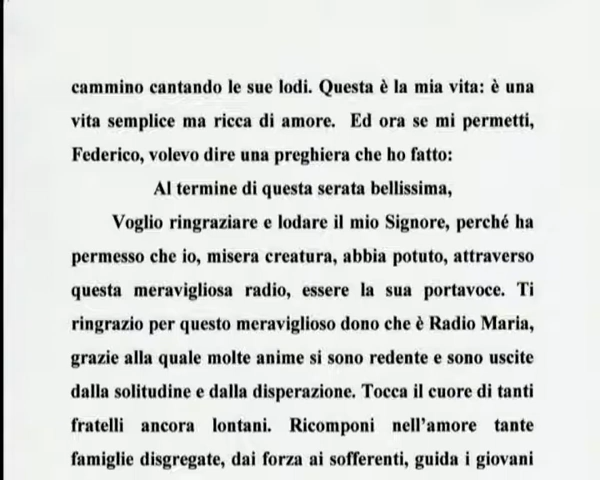 cammino cantando le sue lodi. Questa è la mia vita: è una
vita semplice ma ricca di amore. Ed ora se mi permetti,
Federico, volevo dire una preghiera che ho fatto:
Al termine di questa serata bellissima,
Voglio ringraziare e lodare il mio Signore, perché ha
permesso che io, misera creatura, abbia potuto, attraverso
questa meravigliosa radio, essere la sua portavoce. Ti
ringrazio per questo meraviglioso dono che è Radio Maria,
grazie alla quale molte anime si sono redente e sono uscite
dalla solitudine e dalla disperazione. Tocca il cuore di tanti
fratelli ancora lontani. Ricomponi nell'amore tante
famiglie disgregate, dai forza ai sofferenti, guida i giovani